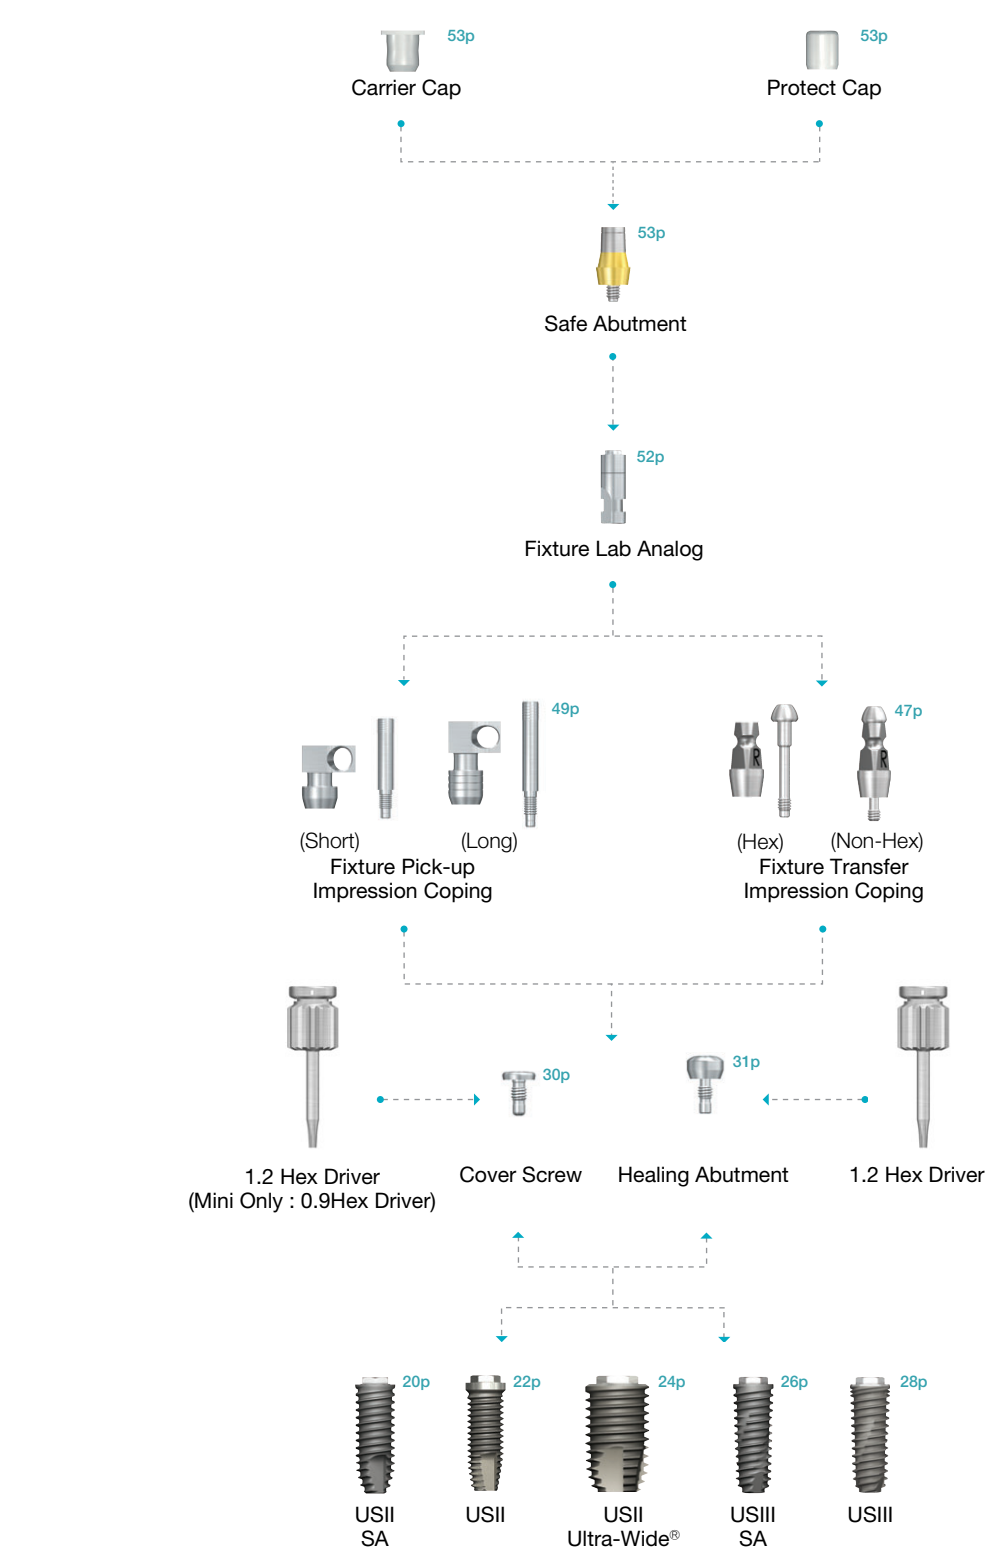 53p
53p
Carrier Cap
Protect Cap
53p
Safe Abutment
52p
Fixture Lab Analog
49p
47p
R
R
(Short)
(Long)
Fixture Pick-up
Impression Coping
(Hex)
(Non-Hex)
Fixture Transfer
Impression Coping
30p
31p
1.2 Hex Driver
(Mini Only : 0.9Hex Driver)
Cover Screw
Healing Abutment
1.2 Hex Driver
20p
22p
24p
26p
28p
USII
SA
USII
USII
Ultra-Wide®
USIII
SA
USIII